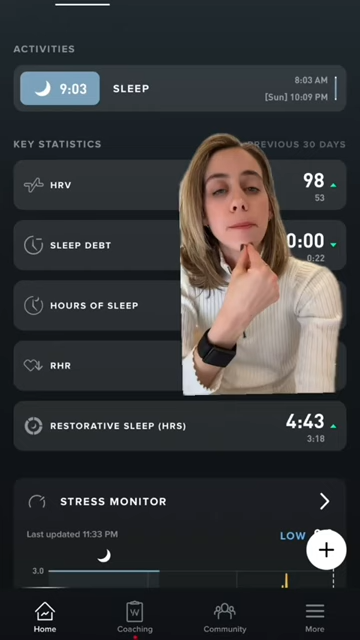 ACTIVITIES
9:03 SLEEP 8:03 AM
[Sun] 10:09 PM
KEY STATISTICS PREVIOUS 30 DAYS
HRV 98
53
SLEEP DEBT 0:00
0:22
HOURS OF SLEEP
RHR
RESTORATIVE SLEEP (HRS) 4:43
3:18
STRESS MONITOR
Last updated 11:33 PM LOW
3.0
+
W
Home Coaching Community More